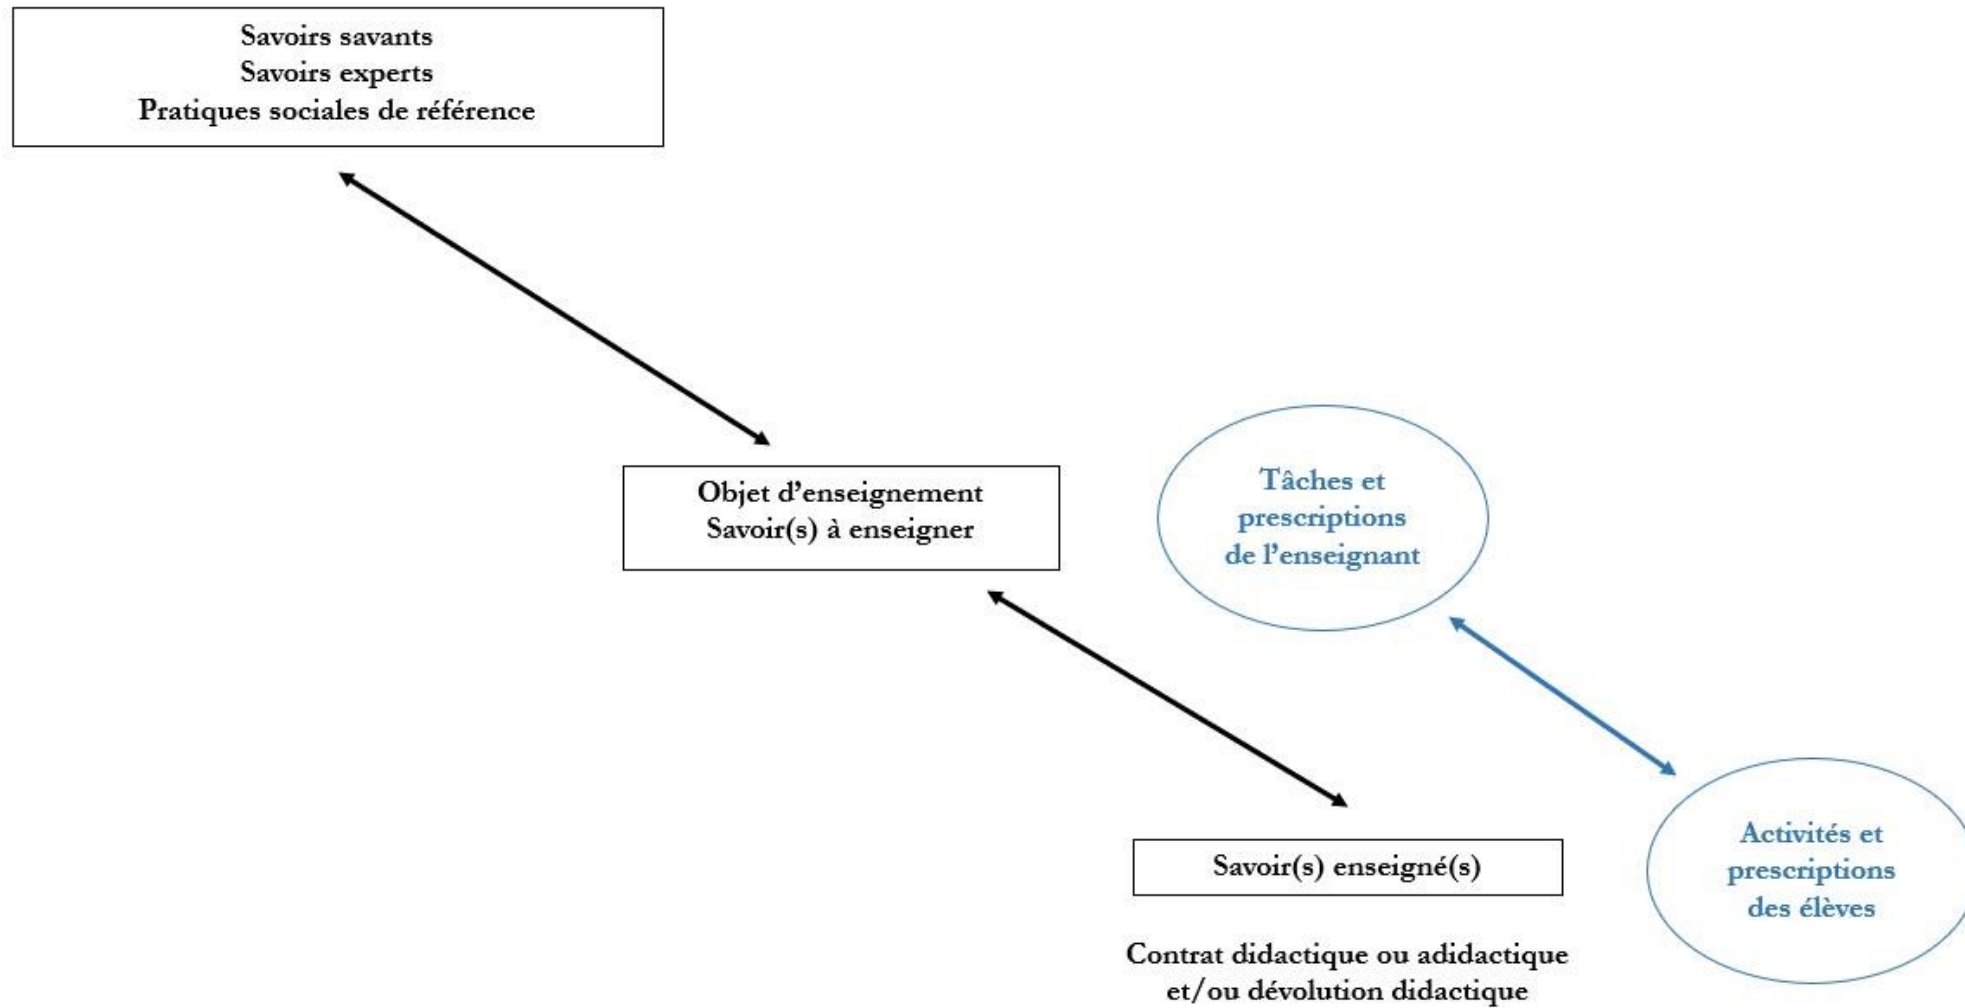 Savoirs savants
Savoirs experts
Pratiques sociales de référence
Objet d’enseignement
Savoir(s) à enseigner
Tâches et
prescriptions
de l’enseignant
Savoir(s) enseigné(s)
Contrat didactique ou adidactique
et/ou dévolution didactique
Activités et
prescriptions
des élèves